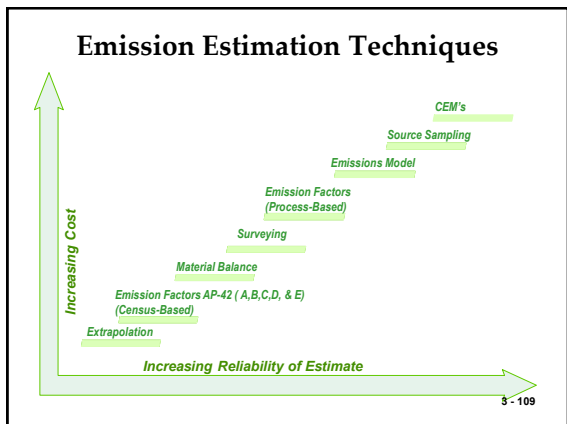 Emission Estimation Techniques
CEM's
Source Sampling
Emissions Model
Emission Factors
(Process-Based)
Surveying
Material Balance
Emission Factors AP-42 ( A,B,C,D, & E)
(Census-Based)
Extrapolation
Increasing Cost
Increasing Reliability of Estimate
3 - 109